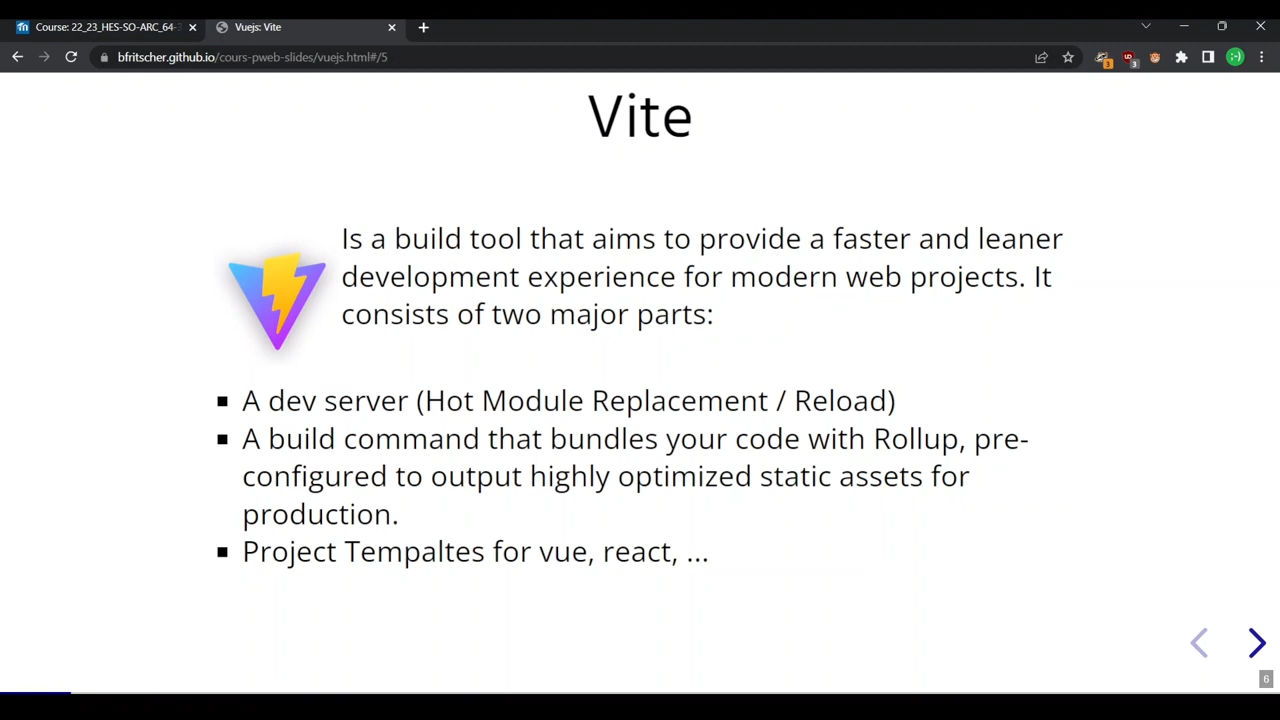 Course: 22_23_HES-SO-ARC_64-
Vuejs: Vite
bfritscher.github.io/cours-pweb-slides/vuejs.html#/5
3
UD
3
:-)
Vite
Is a build tool that aims to provide a faster and leaner
development experience for modern web projects. It
consists of two major parts:
A dev server (Hot Module Replacement / Reload)
A build command that bundles your code with Rollup, pre-
configured to output highly optimized static assets for
production.
Project Tempaltes for vue, react, ...
6